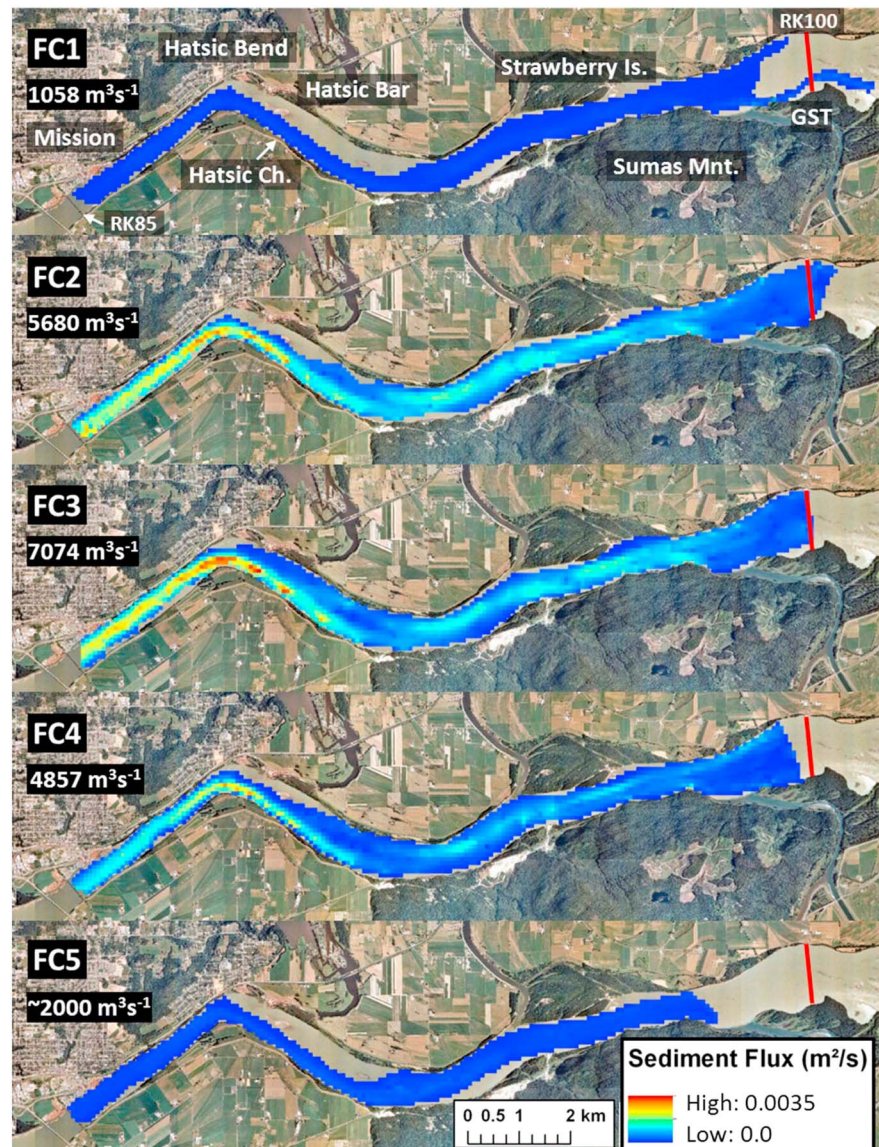 FC1
1058 m³s⁻¹
Hatsic Bend
Hatsic Bar
Strawberry Is.
RK100
Mission
Hatsic Ch.
GST
Sumas Mnt.
RK85
FC2
5680 m³s⁻¹
FC3
7074 m³s⁻¹
FC4
4857 m³s⁻¹
FC5
~2000 m³s⁻¹
0 0.5 1 2 km
Sediment Flux (m²/s)
High: 0.0035
Low: 0.0